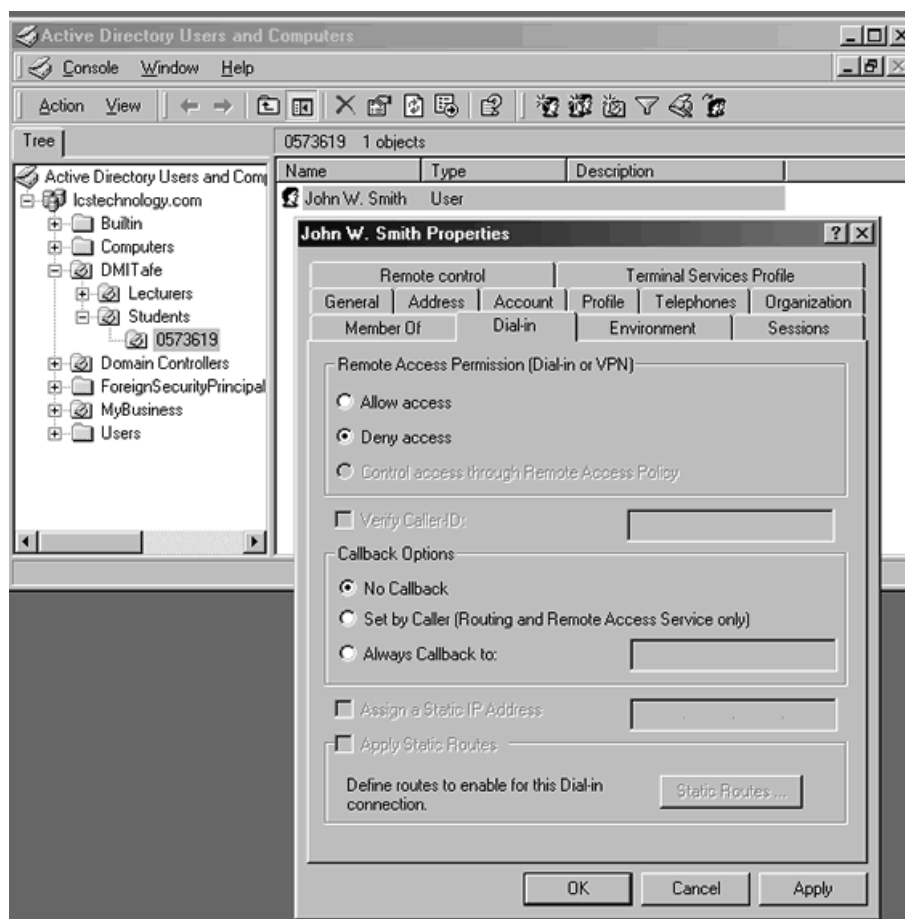 Active Directory Users and Computers
Console Window Help
Action View
Tree
0573619 1 objects
Name Type Description
Active Directory Users and Comp
lcstechnology.com
John W. Smith User
Builtin
Computers
DMITafe
Lecturers
Students
0573619
Domain Controllers
ForeignSecurityPrincipal
MyBusiness
Users
John W. Smith Properties
Remote control Terminal Services Profile
General Address Account Profile Telephones Organization
Member Of Dial-in Environment Sessions
Remote Access Permission (Dial-in or VPN)
Allow access
Deny access
Control access through Remote Access Policy
Verify Caller-ID:
Callback Options
No Callback
Set by Caller (Routing and Remote Access Service only)
Always Callback to:
Assign a Static IP Address
Apply Static Routes
Define routes to enable for this Dial-in
connection.
Static Routes ...
OK Cancel Apply